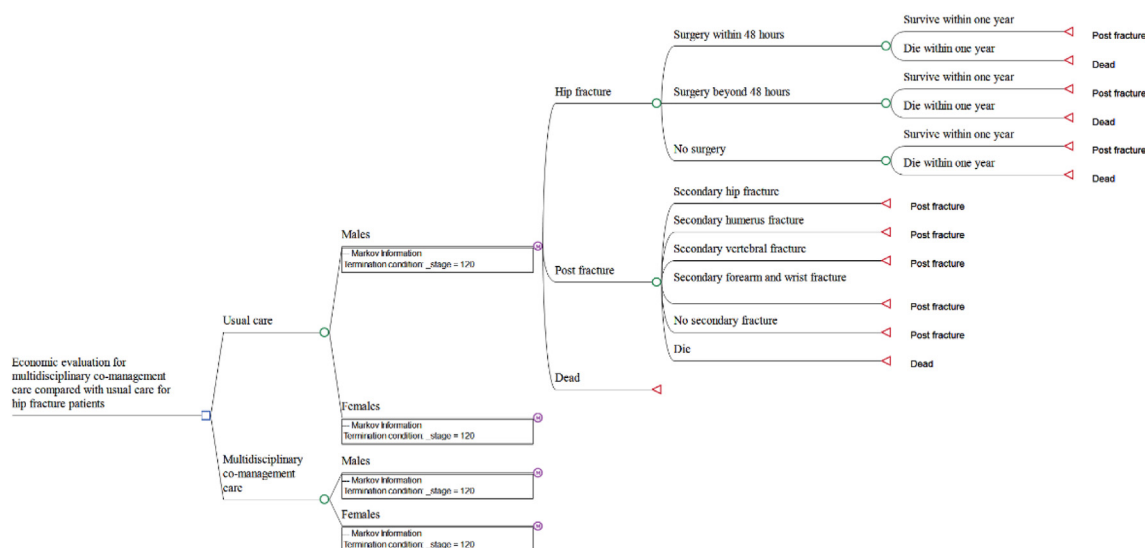 Survive within one year
Post fracture
Surgery within 48 hours
Die within one year
Dead
Survive within one year
Post fracture
Hip fracture
Surgery beyond 48 hours
Die within one year
Dead
Survive within one year
Post fracture
No surgery
Die within one year
Dead
Secondary hip fracture
Post fracture
Secondary humerus fracture
Post fracture
Males
Markov Information
Termination condition: _stage = 120
Secondary vertebral fracture
Post fracture
Post fracture
Secondary forearm and wrist fracture
Post fracture
Usual care
No secondary fracture
Post fracture
Die
Dead
Economic evaluation for
multidisciplinary co-management
care compared with usual care for
hip fracture patients
Dead
Females
Markov Information
Termination condition: _stage = 120
Multidisciplinary
co-management
care
Males
Markov Information
Termination condition: _stage = 120
Females
Markov Information
Termination condition: _stage = 120